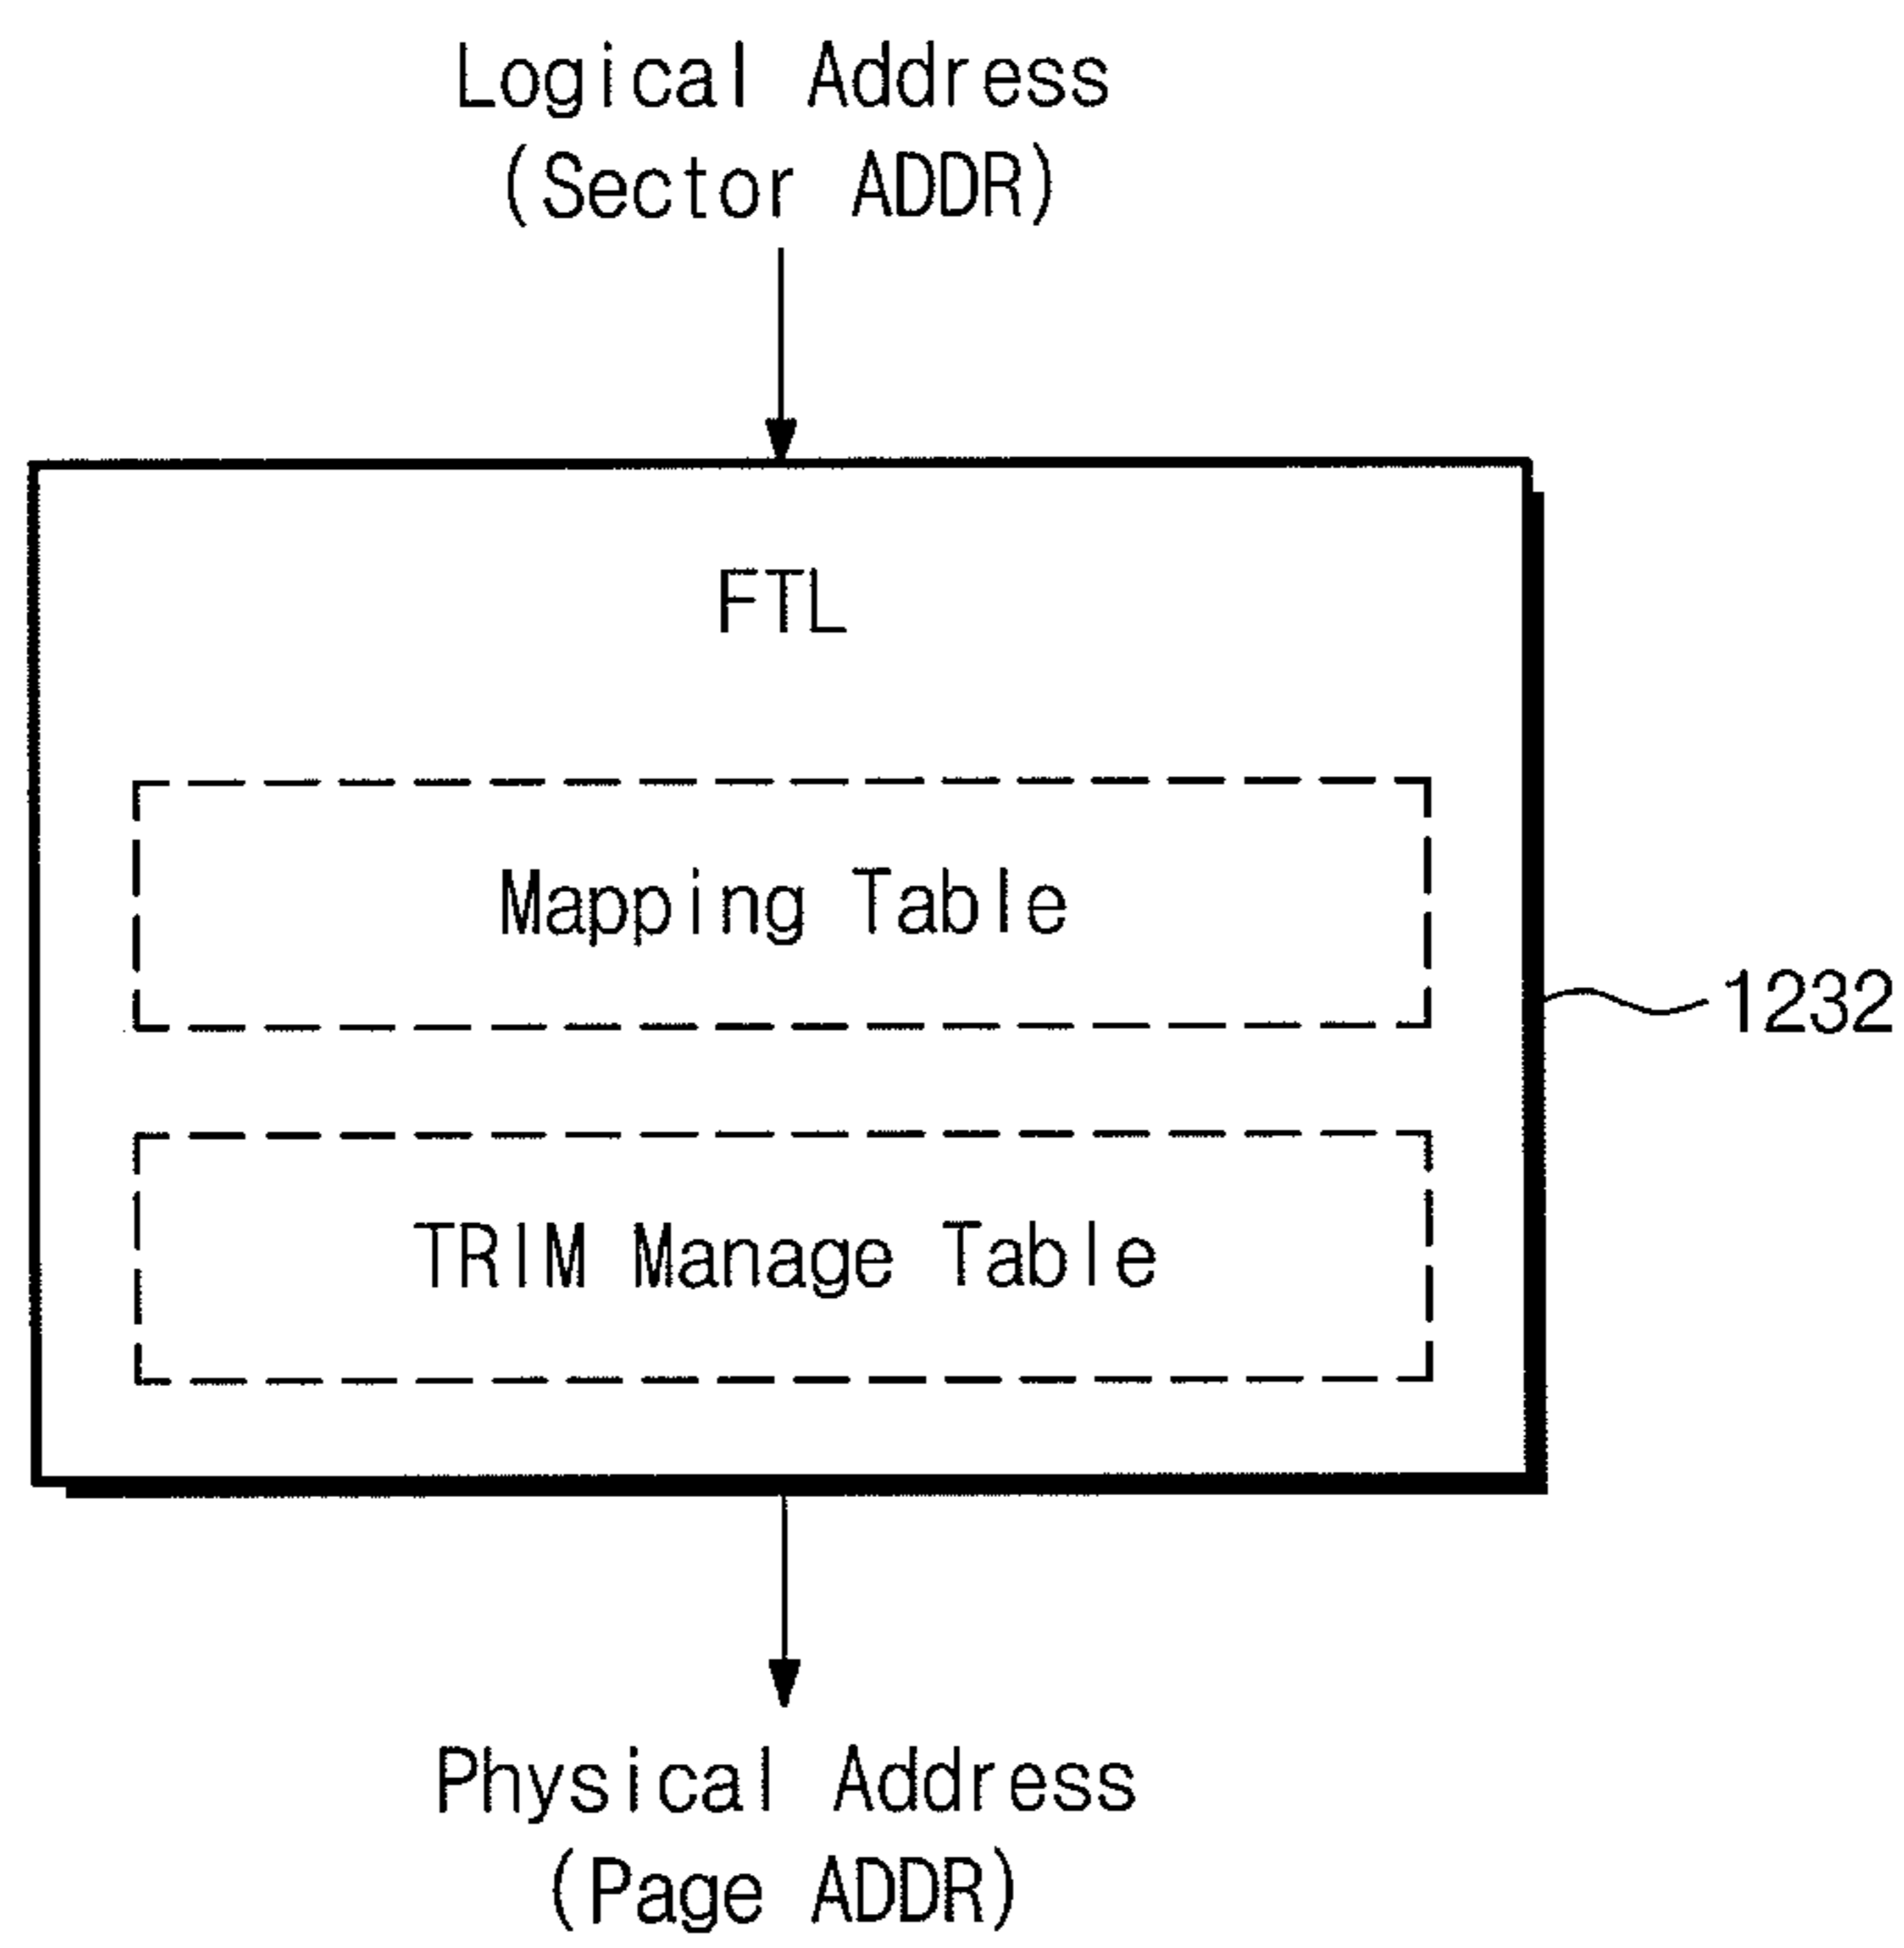 Logical Address
(Sector ADDR)
FTL
Mapping Table
1232
TRIM Manage Table
Physical Address
(Page ADDR)